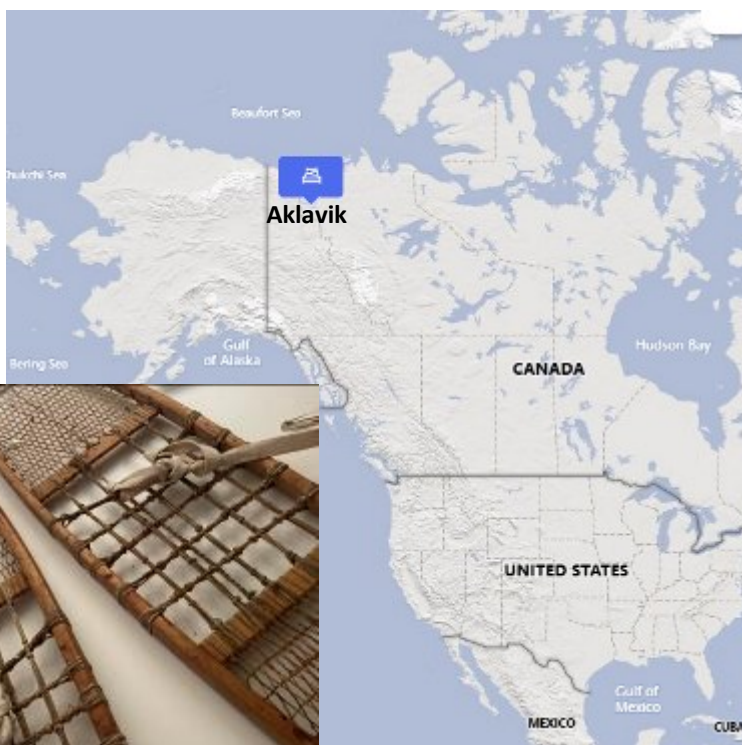 Beaufort Sea
Chukchi Sea
Aklavik
Gulf
of Alaska
Hudson Bay
Bering Sea
CANADA
UNITED STATES
Gulf of
Mexico
MEXICO
CUBA